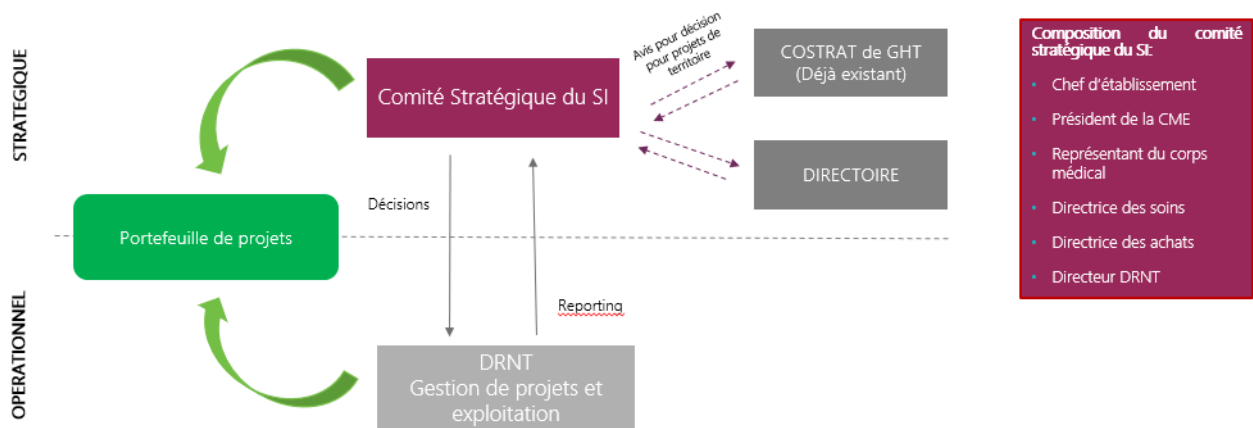 STRATEGIQUE
Comité Stratégique du SI
Avis pour décision
pour projets de
territoire
COSTRAT de GHT
(Déjà existant)
DIRECTOIRE
Portefeuille de projets
Décisions
Reporting
OPERATIONNEL
DRNT
Gestion de projets et
exploitation
Composition du comité
stratégique du SI:
• Chef d'établissement
• Président de la CME
• Représentant du corps
médical
• Directrice des soins
• Directrice des achats
• Directeur DRNT